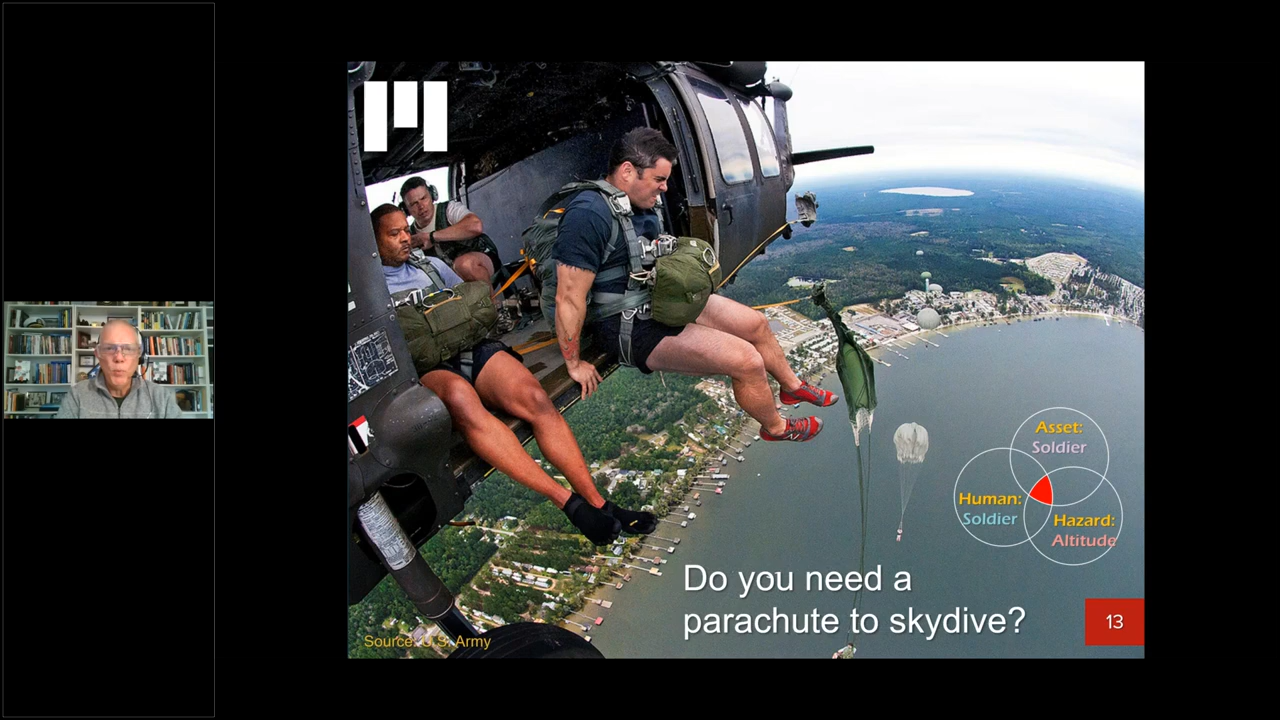 Asset:
Soldier
Human:
Soldier
Hazard:
Altitude
Do you need a
parachute to skydive?
Source: U.S. Army
13